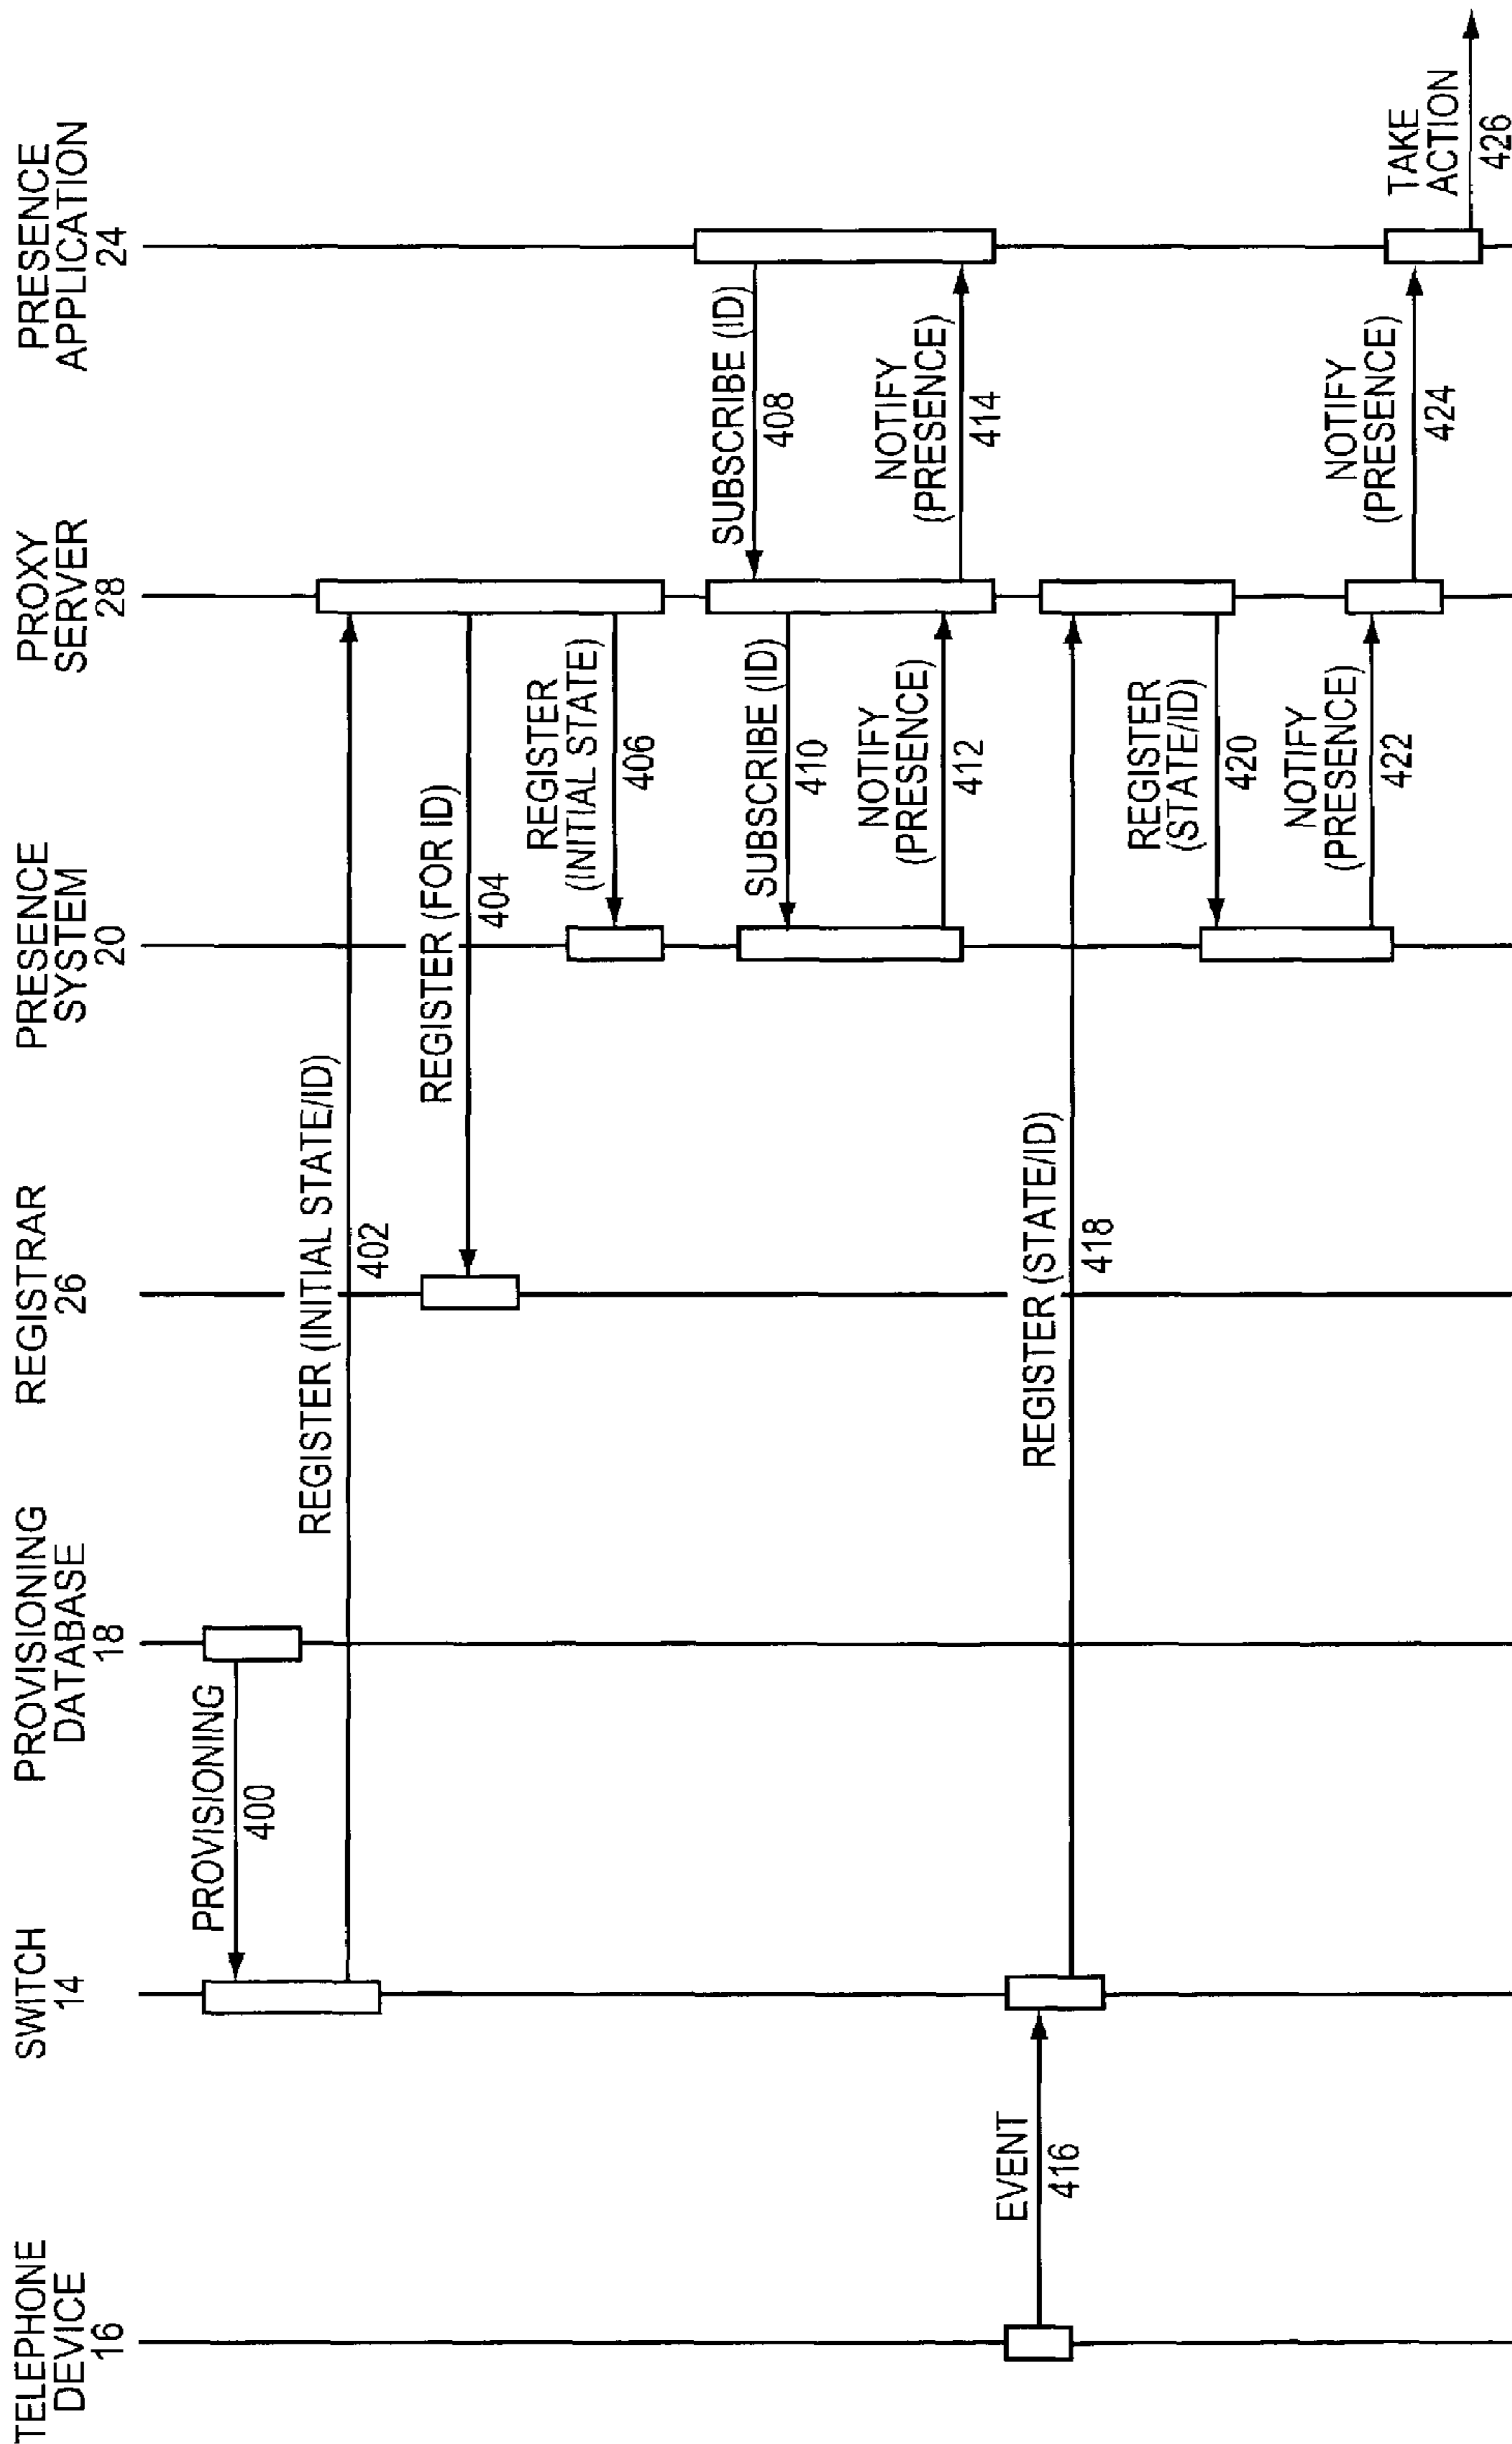 TELEPHONE
DEVICE
16
SWITCH
14
PROVISIONING
DATABASE
18
REGISTRAR
26
PRESENCE
SYSTEM
20
PROXY
SERVER
28
PRESENCE
APPLICATION
24
PROVISIONING
400
REGISTER (INITIAL STATE/ID)
402
REGISTER (FOR ID)
404
REGISTER
(INITIAL STATE)
406
SUBSCRIBE (ID)
408
SUBSCRIBE (ID)
410
NOTIFY
(PRESENCE)
412
NOTIFY
(PRESENCE)
414
EVENT
416
REGISTER (STATE/ID)
418
REGISTER
(STATE/ID)
420
NOTIFY
(PRESENCE)
422
NOTIFY
(PRESENCE)
424
TAKE
ACTION
426